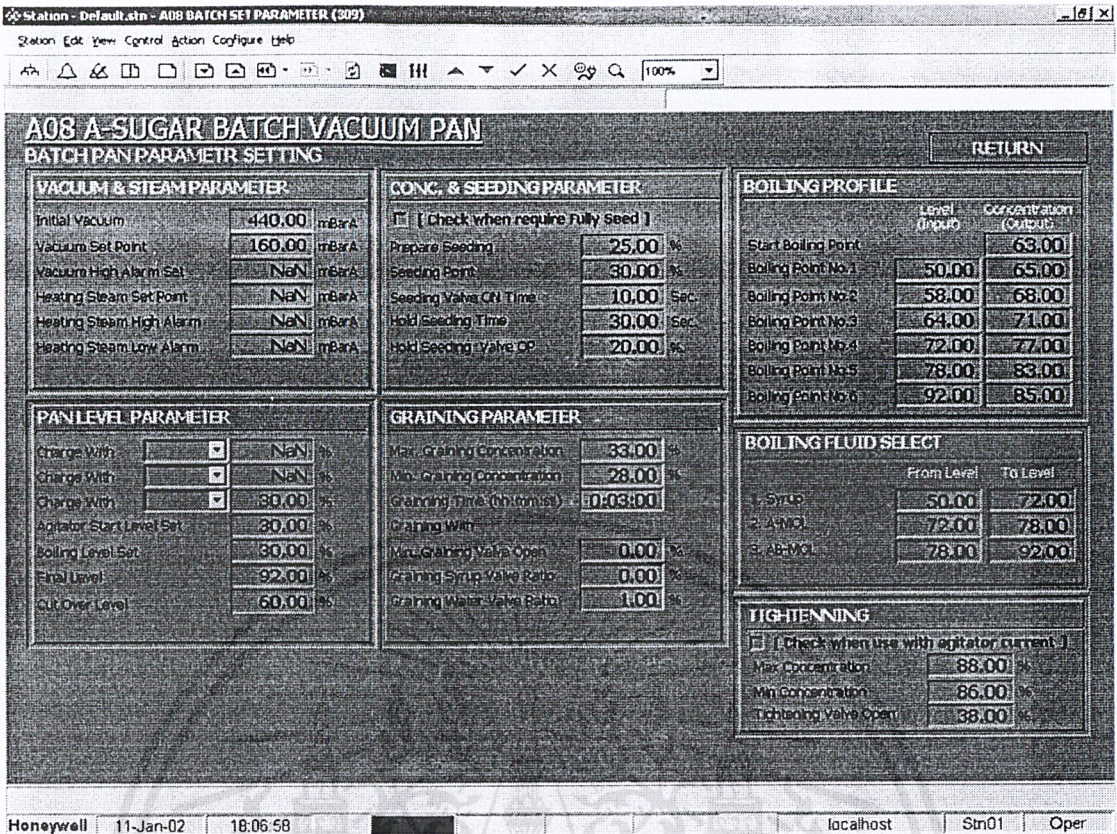 Station - Default.stn - A08 BATCH SET PARAMETER (309)
Station Edit View Control Action Configure Help
100%
A08 A-SUGAR BATCH VACUUM PAN
BATCH PAN PARAMETR SETTING
RETURN
VACUUM & STEAM PARAMETER
Initial Vacuum 440.00 mBarA
Vacuum Set Point 160.00 mBarA
Vacuum High Alarm Set NaN mBarA
Heating Steam Set Point NaN mBarA
Heating Steam High Alarm NaN mBarA
Heating Steam Low Alarm NaN mBarA
CONC. & SEEDING PARAMETER
[ Check when require Fully Seed ]
Prepare Seeding 25.00 %
Seeding Point 30.00 %
Seeding Valve ON Time 10.00 Sec.
Hold Seeding Time 30.00 Sec.
Hold Seeding Valve OP 20.00 %
BOILING PROFILE
Level (Input) Concentration (Output)
Start Boiling Point 63.00
Boiling Point No.1 50.00 65.00
Boiling Point No.2 58.00 68.00
Boiling Point No.3 64.00 71.00
Boiling Point No.4 72.00 77.00
Boiling Point No.5 78.00 83.00
Boiling Point No.6 92.00 85.00
PAN LEVEL PARAMETER
Charge With NaN %
Charge With NaN %
Charge With 30.00 %
Agitator Start Level Set 30.00 %
Boiling Level Set 30.00 %
Final Level 92.00 %
Cut Over Level 60.00 %
GRAINING PARAMETER
Max. Graining Concentration 33.00 %
Min. Graining Concentration 28.00 %
Grainning Time (hh:mm:ss) 0:03:00
Graining With
Min. Graining Valve Open 0.00 %
Graining Syrup Valve Ratio 0.00 %
Graining Water Valve Ratio 1.00 %
BOILING FLUID SELECT
From Level To Level
1. Syrup 50.00 72.00
2. A-MOL 72.00 78.00
3. AB-MOL 78.00 92.00
TIGHTENNING
[ Check when use with agitator current ]
Max Concentration 88.00 %
Min Concentration 86.00 %
Tightening Valve Open 38.00 %
Honeywell 11-Jan-02 18:06:58 localhost Stn01 Oper